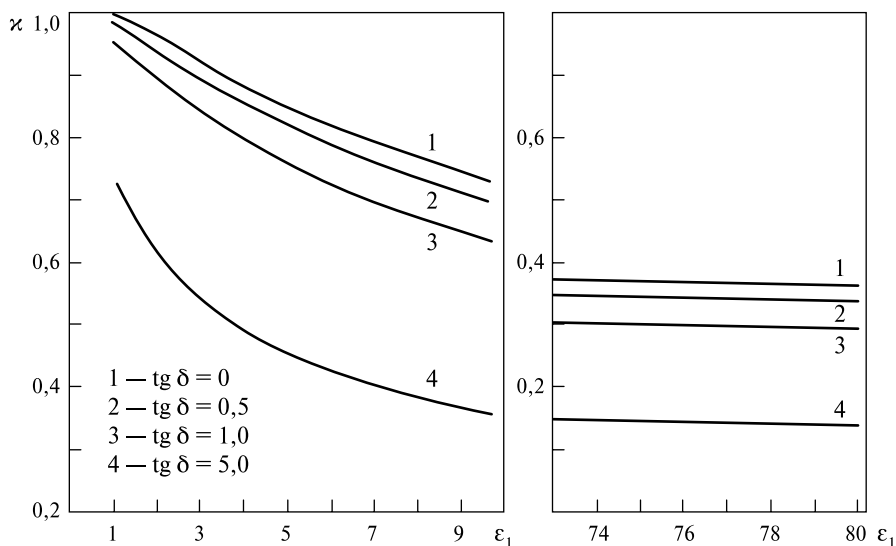 ϰ 1,0
0,8
0,6
0,4
0,2
1
2
3
4
1 — tg δ = 0
2 — tg δ = 0,5
3 — tg δ = 1,0
4 — tg δ = 5,0
1 3 5 7 9 ε₁
0,6
0,4
0,2
1
2
3
4
74 76 78 80 ε₁